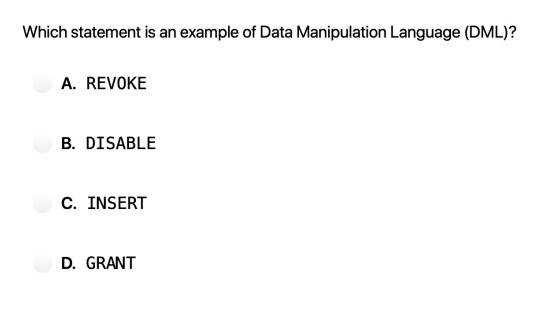 Which statement is an example of Data Manipulation Language (DML)?
A. REVOKE
B. DISABLE
C. INSERT
D. GRANT